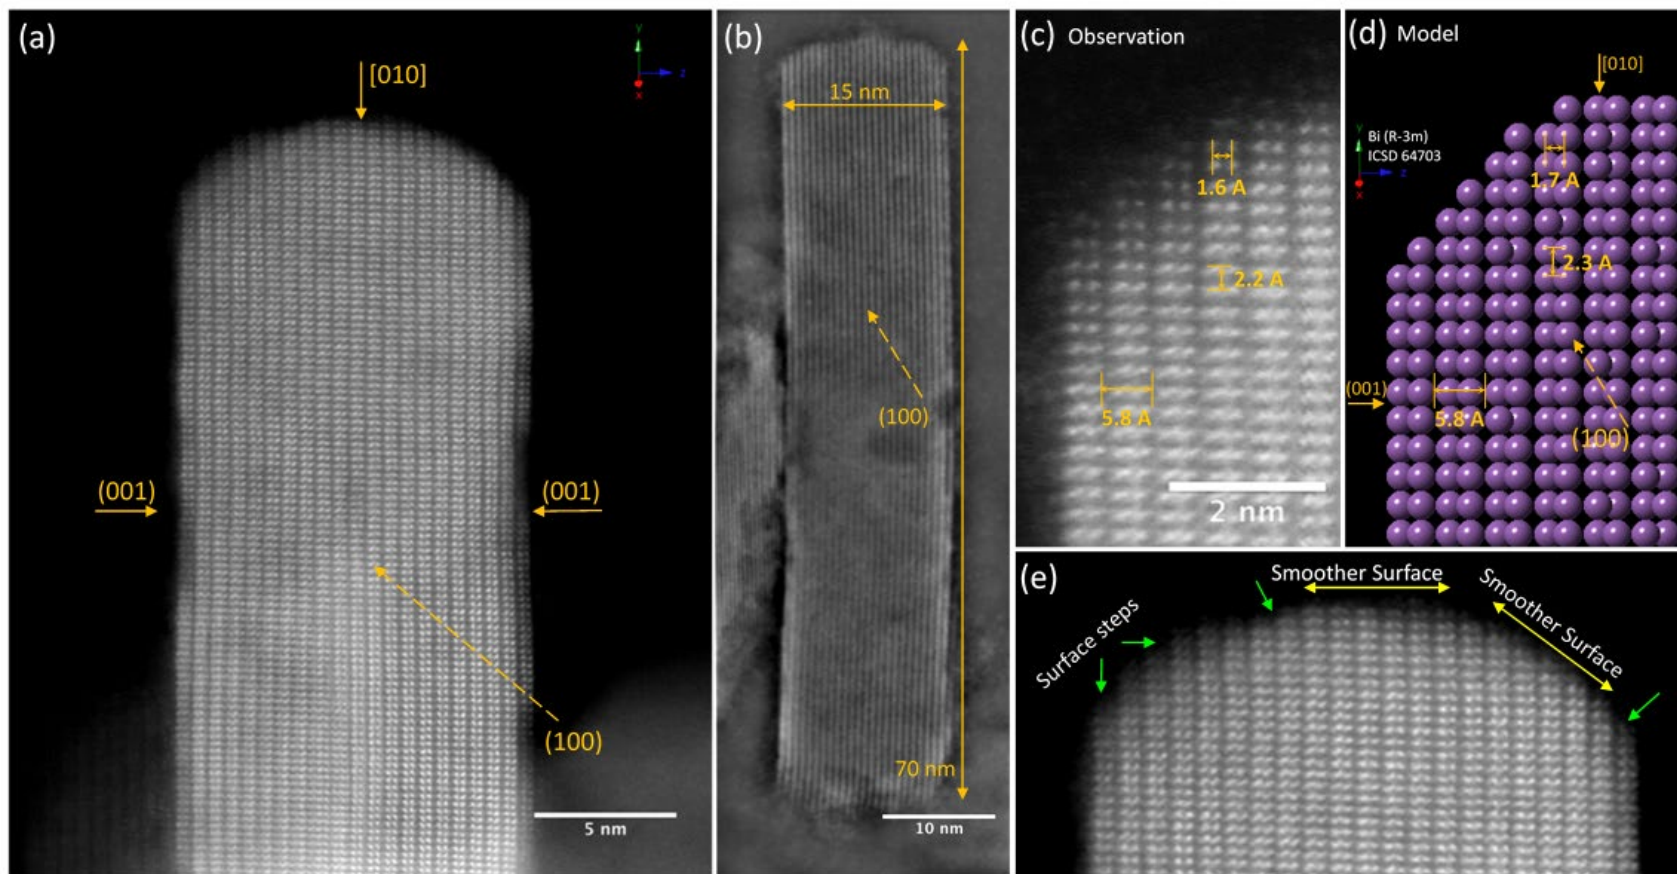 (a)
Y
Z
X
[010]
(001)
(001)
(100)
5 nm
(b)
15 nm
(100)
70 nm
10 nm
(c) Observation
1.6 A
2.2 A
5.8 A
2 nm
(d) Model
[010]
Bi (R-3m)
ICSD 64703
Y
Z
X
1.7 A
2.3 A
(001)
5.8 A
(100)
(e)
Surface steps
Smoother Surface
Smoother Surface